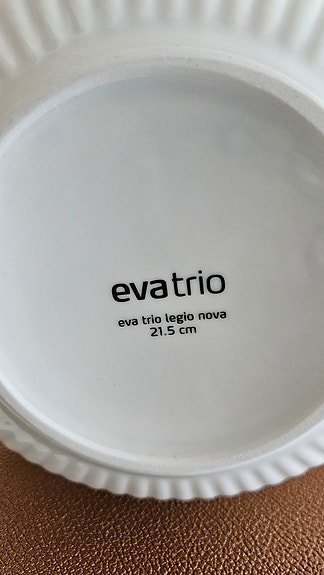 evatrio
eva trio legio nova
21.5 cm